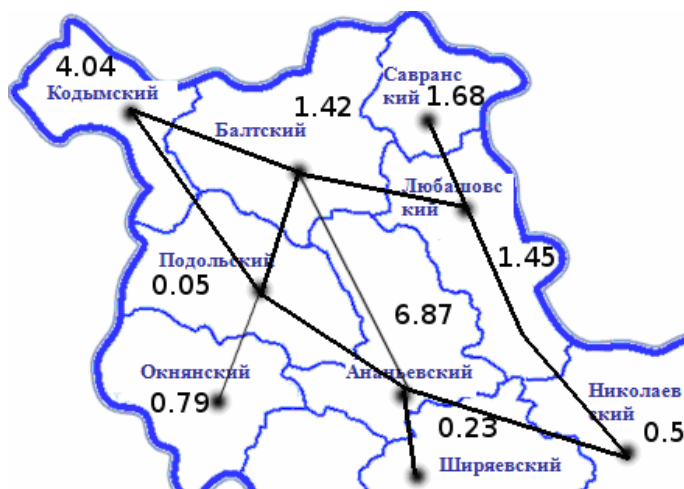 4.04
Кодымский
1.42
Балтский
Савранс
кий
1.68
Любашовс
кий
1.45
Подольский
0.05
6.87
Окнянский
0.79
Ананьевский
0.23
Николаев
ский
0.5
Ширяевский